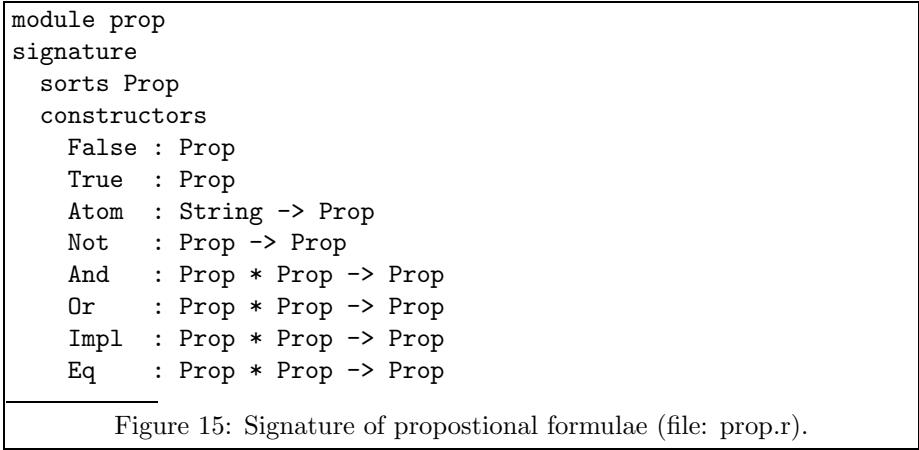 module prop
signature
  sorts Prop
  constructors
    False : Prop
    True  : Prop
    Atom  : String -> Prop
    Not   : Prop -> Prop
    And   : Prop * Prop -> Prop
    Or    : Prop * Prop -> Prop
    Impl  : Prop * Prop -> Prop
    Eq    : Prop * Prop -> Prop
Figure 15: Signature of propostional formulae (file: prop.r).